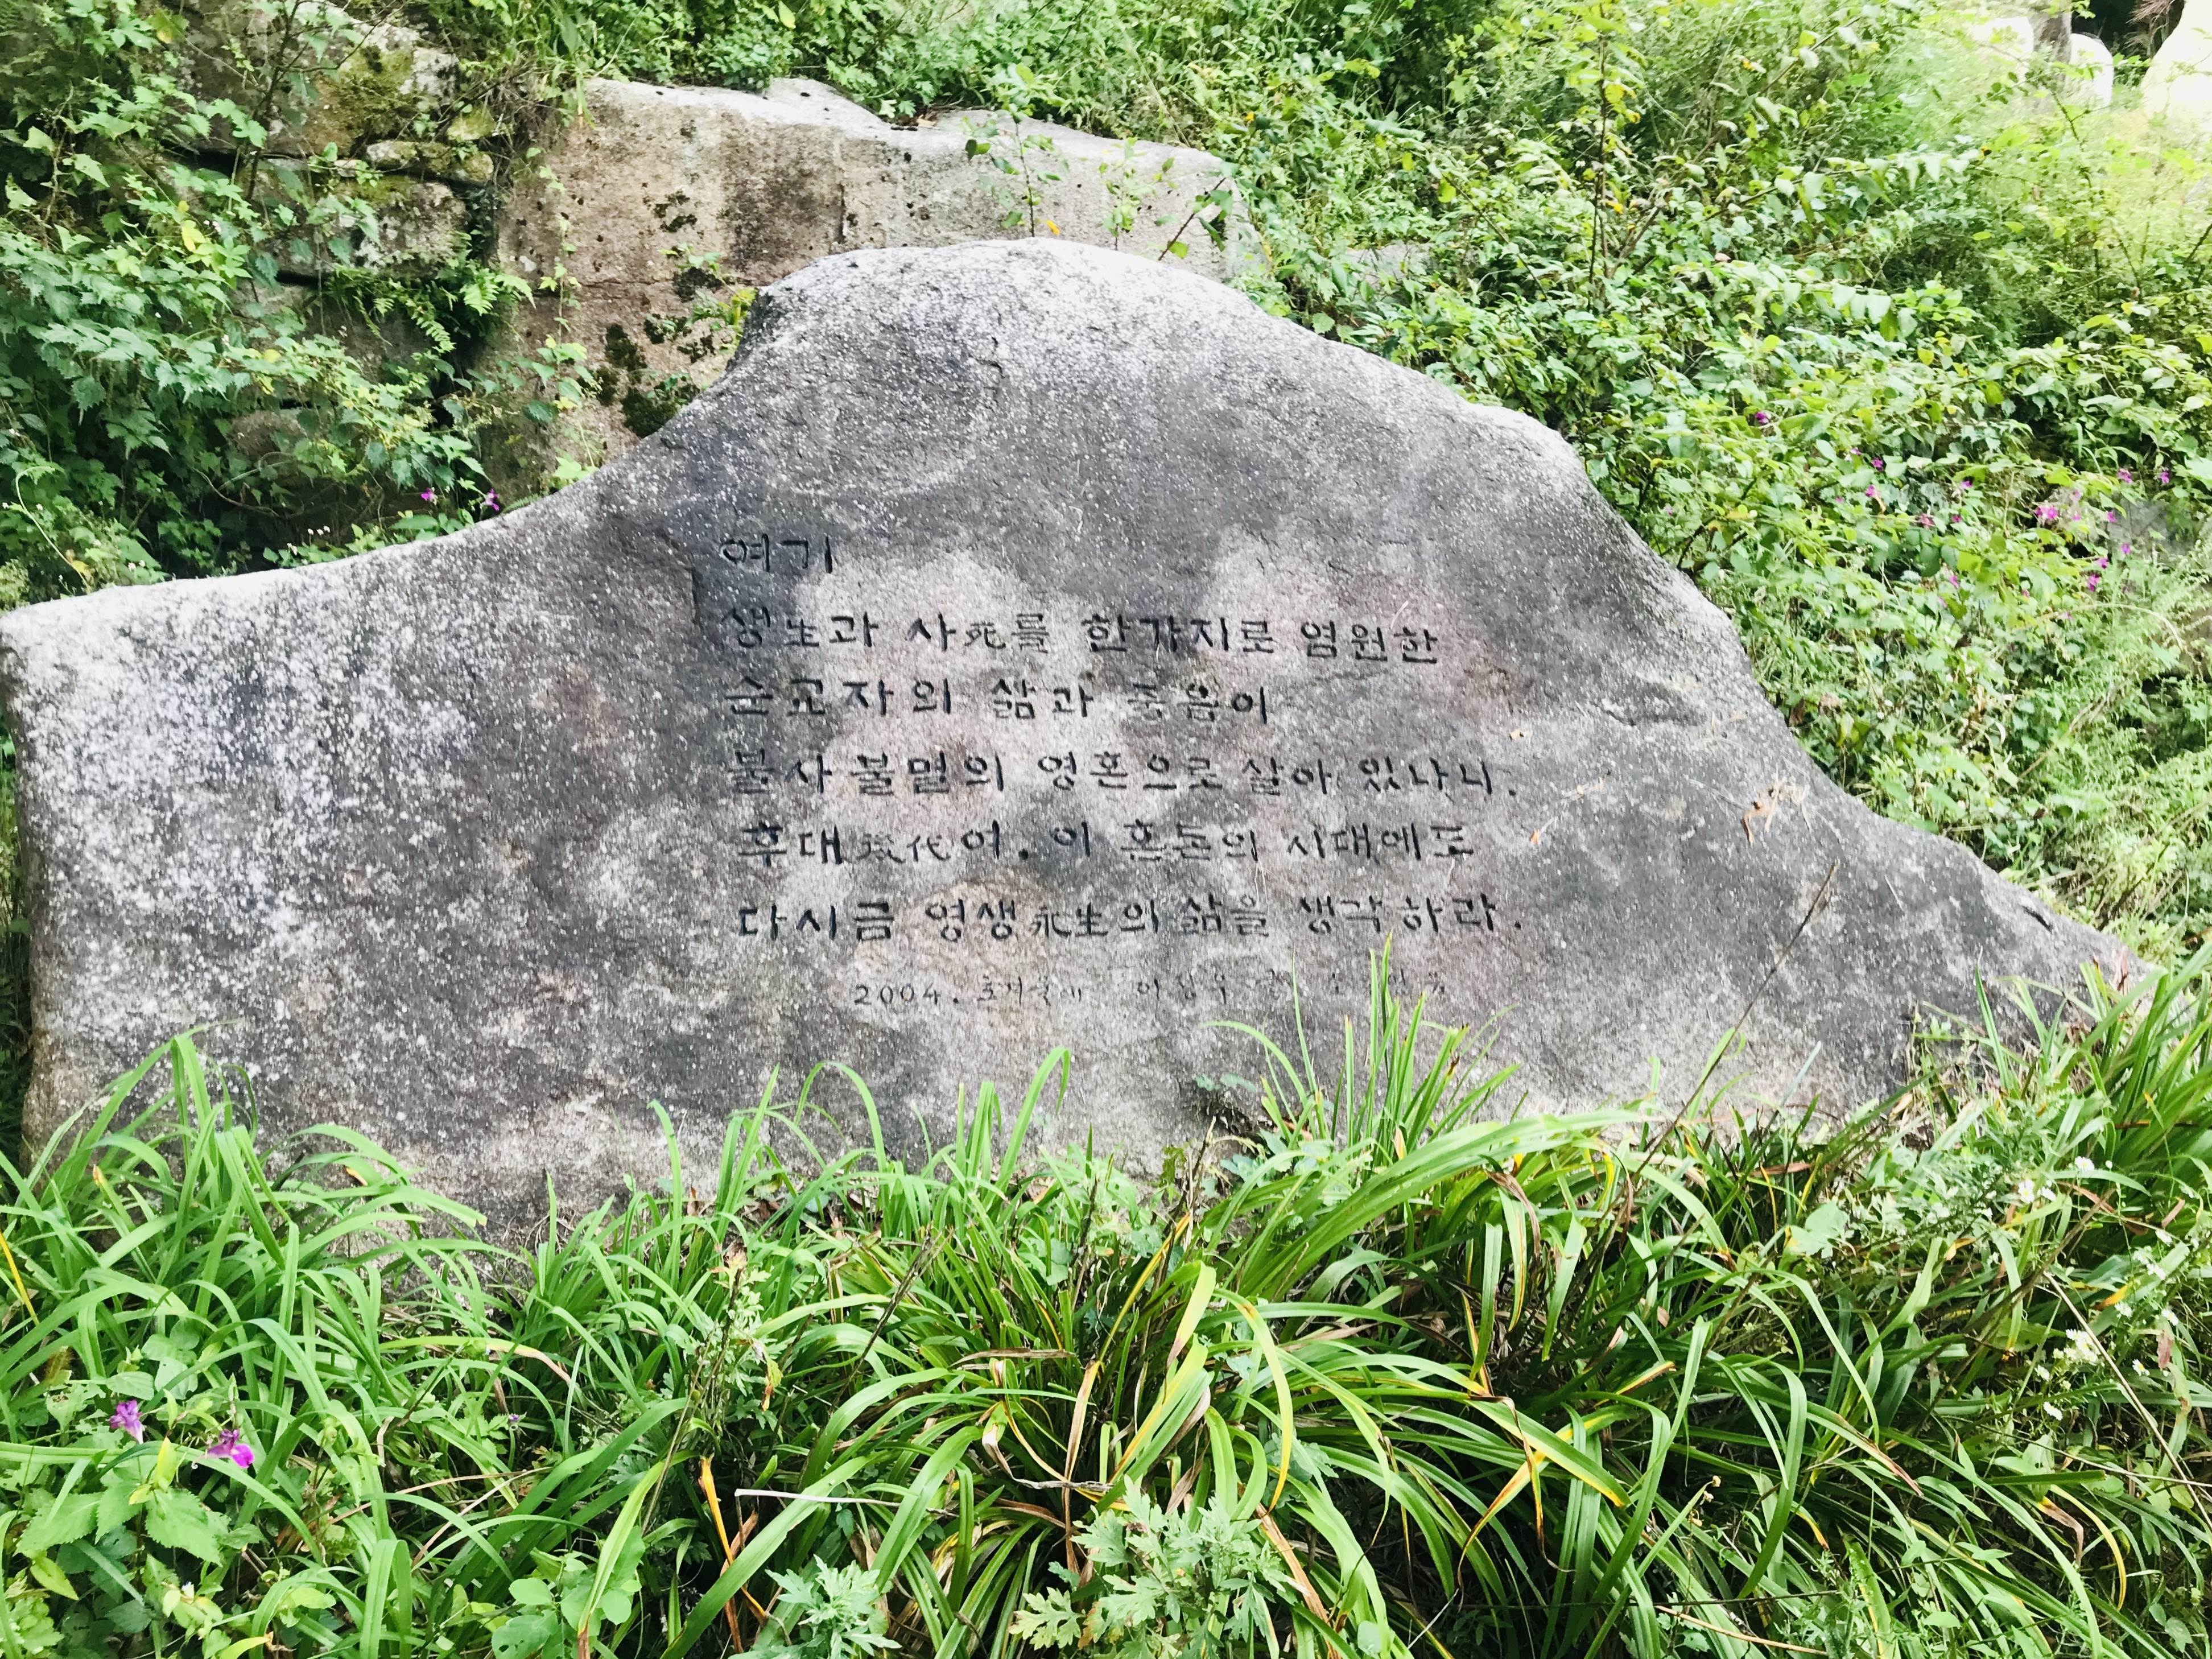 여기
생生과 사死를 한가지로 염원한
순교자의 삶과 죽음이
불사불멸의 영혼으로 살아 있나니.
후대後代여. 이 혼돈의 시대에도
다시금 영생永生의 삶을 생각하라.
2004.